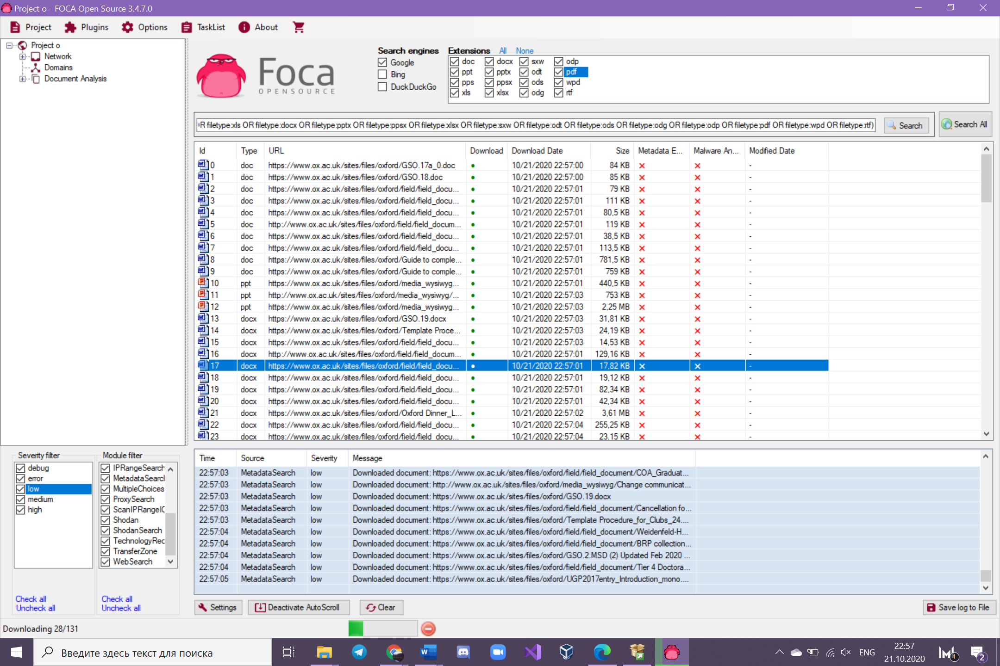 Project o - FOCA Open Source 3.4.7.0
Project Plugins Options TaskList About
Project o
Network
Domains
Document Analysis
Foca
OPENSOURCE
Search engines
Google
Bing
DuckDuckGo
Extensions All None
doc docx sxw odp
ppt pptx odt pdf
pps ppsx ods wpd
xls xlsx odg rtf
OR filetype:xls OR filetype:docx OR filetype:pptx OR filetype:ppsx OR filetype:xlsx OR filetype:sxw OR filetype:odt OR filetype:ods OR filetype:odg OR filetype:odp OR filetype:pdf OR filetype:wpd OR filetype:rtf)
Search
Search All
Id Type URL Download Download Date Size Metadata E... Malware An... Modified Date
0 doc https://www.ox.ac.uk/sites/files/oxford/GSO.17a_0.doc 10/21/2020 22:57:00 84 KB -
1 doc https://www.ox.ac.uk/sites/files/oxford/GSO.18.doc 10/21/2020 22:57:00 85 KB -
2 doc https://www.ox.ac.uk/sites/files/oxford/field/field_docu... 10/21/2020 22:57:01 79 KB -
3 doc https://www.ox.ac.uk/sites/files/oxford/field/field_docu... 10/21/2020 22:57:01 111 KB -
4 doc https://www.ox.ac.uk/sites/files/oxford/field/field_docu... 10/21/2020 22:57:01 80,5 KB -
5 doc http://www.ox.ac.uk/sites/files/oxford/field/field_docum... 10/21/2020 22:57:01 119 KB -
6 doc https://www.ox.ac.uk/sites/files/oxford/field/field_docu... 10/21/2020 22:57:01 38,5 KB -
7 doc https://www.ox.ac.uk/sites/files/oxford/field/field_docu... 10/21/2020 22:57:01 113,5 KB -
8 doc https://www.ox.ac.uk/sites/files/oxford/Guide to comple... 10/21/2020 22:57:01 781,5 KB -
9 doc https://www.ox.ac.uk/sites/files/oxford/Guide to comple... 10/21/2020 22:57:01 759 KB -
10 ppt https://www.ox.ac.uk/sites/files/oxford/media_wysiwyg... 10/21/2020 22:57:01 440,5 KB -
11 ppt http://www.ox.ac.uk/sites/files/oxford/media_wysiwyg/... 10/21/2020 22:57:03 753 KB -
12 ppt https://www.ox.ac.uk/sites/files/oxford/media_wysiwyg... 10/21/2020 22:57:03 2,25 MB -
13 docx https://www.ox.ac.uk/sites/files/oxford/GSO.19.docx 10/21/2020 22:57:03 31,81 KB -
14 docx https://www.ox.ac.uk/sites/files/oxford/Template Proce... 10/21/2020 22:57:03 24,19 KB -
15 docx https://www.ox.ac.uk/sites/files/oxford/field/field_docu... 10/21/2020 22:57:03 14,53 KB -
16 docx http://www.ox.ac.uk/sites/files/oxford/field/field_docum... 10/21/2020 22:57:01 129,16 KB -
17 docx https://www.ox.ac.uk/sites/files/oxford/field/field_docu... 10/21/2020 22:57:01 17,82 KB -
18 docx https://www.ox.ac.uk/sites/files/oxford/field/field_docu... 10/21/2020 22:57:01 19,12 KB -
19 docx https://www.ox.ac.uk/sites/files/oxford/field/field_docu... 10/21/2020 22:57:01 82,34 KB -
20 docx https://www.ox.ac.uk/sites/files/oxford/field/field_docu... 10/21/2020 22:57:01 42,34 KB -
21 docx https://www.ox.ac.uk/sites/files/oxford/Oxford Dinner_L... 10/21/2020 22:57:02 3,61 MB -
22 docx https://www.ox.ac.uk/sites/files/oxford/field/field_docu... 10/21/2020 22:57:04 255,25 KB -
23 docx https://www.ox.ac.uk/sites/files/oxford/field/field_docu... 10/21/2020 22:57:04 23.15 KB -
Severity filter
debug
error
low
medium
high
Check all
Uncheck all
Module filter
IPRangeSearch
MetadataSearch
MultipleChoices
ProxySearch
ScanIPRangeIC
Shodan
ShodanSearch
TechnologyRec
TransferZone
WebSearch
Check all
Uncheck all
Time Source Severity Message
22:57:03 MetadataSearch low Downloaded document: https://www.ox.ac.uk/sites/files/oxford/field/field_document/COA_Graduat...
22:57:03 MetadataSearch low Downloaded document: http://www.ox.ac.uk/sites/files/oxford/media_wysiwyg/Change communicat...
22:57:03 MetadataSearch low Downloaded document: https://www.ox.ac.uk/sites/files/oxford/GSO.19.docx
22:57:03 MetadataSearch low Downloaded document: https://www.ox.ac.uk/sites/files/oxford/field/field_document/Cancellation fo...
22:57:03 MetadataSearch low Downloaded document: https://www.ox.ac.uk/sites/files/oxford/Template Procedure_for_Clubs_24....
22:57:04 MetadataSearch low Downloaded document: https://www.ox.ac.uk/sites/files/oxford/field/field_document/Weidenfeld-H...
22:57:04 MetadataSearch low Downloaded document: https://www.ox.ac.uk/sites/files/oxford/field/field_document/BRP collection...
22:57:04 MetadataSearch low Downloaded document: https://www.ox.ac.uk/sites/files/oxford/GSO.2.MSD (2) Updated Feb 2020 ...
22:57:04 MetadataSearch low Downloaded document: https://www.ox.ac.uk/sites/files/oxford/field/field_document/Tier 4 Doctora...
22:57:05 MetadataSearch low Downloaded document: https://www.ox.ac.uk/sites/files/oxford/UGP2017entry_Introduction_mono....
Settings Deactivate AutoScroll Clear Save log to File
Downloading 28/131
Введите здесь текст для поиска
ENG
22:57
21.10.2020
1
2